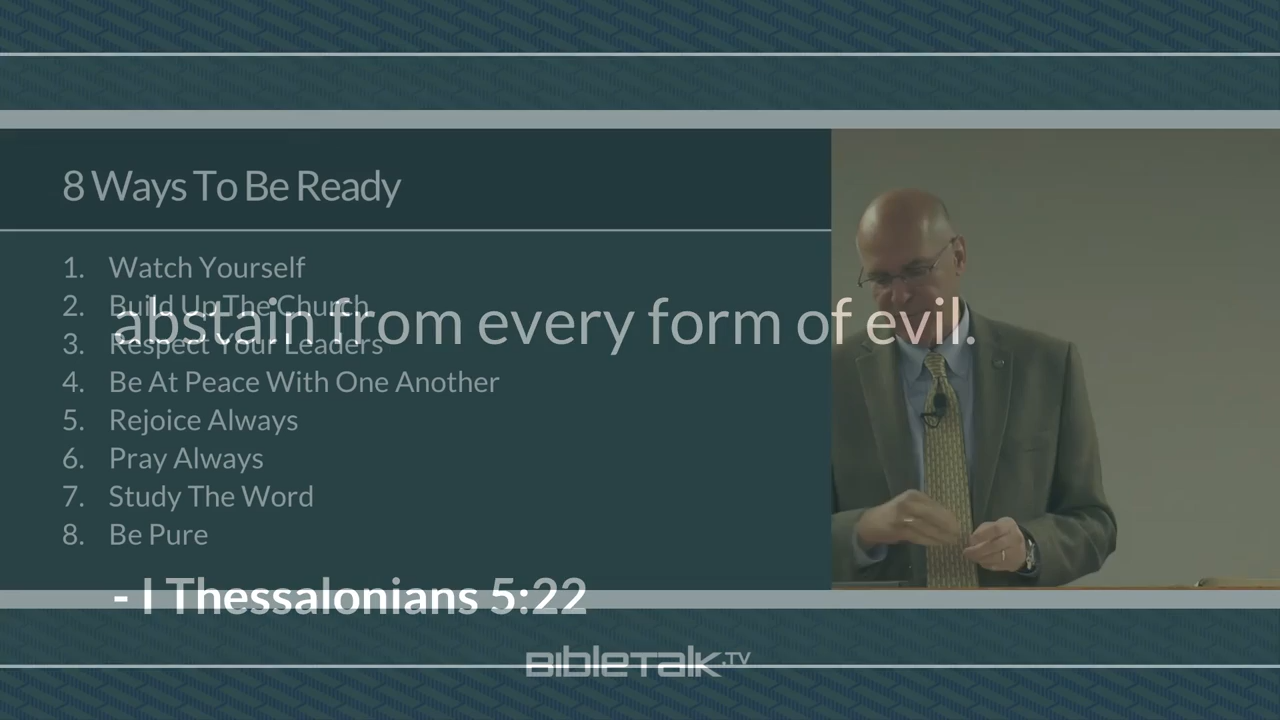 8 Ways To Be Ready
1. Watch Yourself
2. Build Up The Church
abstain from every form of evil.
3. Respect Your Leaders
4. Be At Peace With One Another
5. Rejoice Always
6. Pray Always
7. Study The Word
8. Be Pure
- I Thessalonians 5:22
BIBLETALK.TV